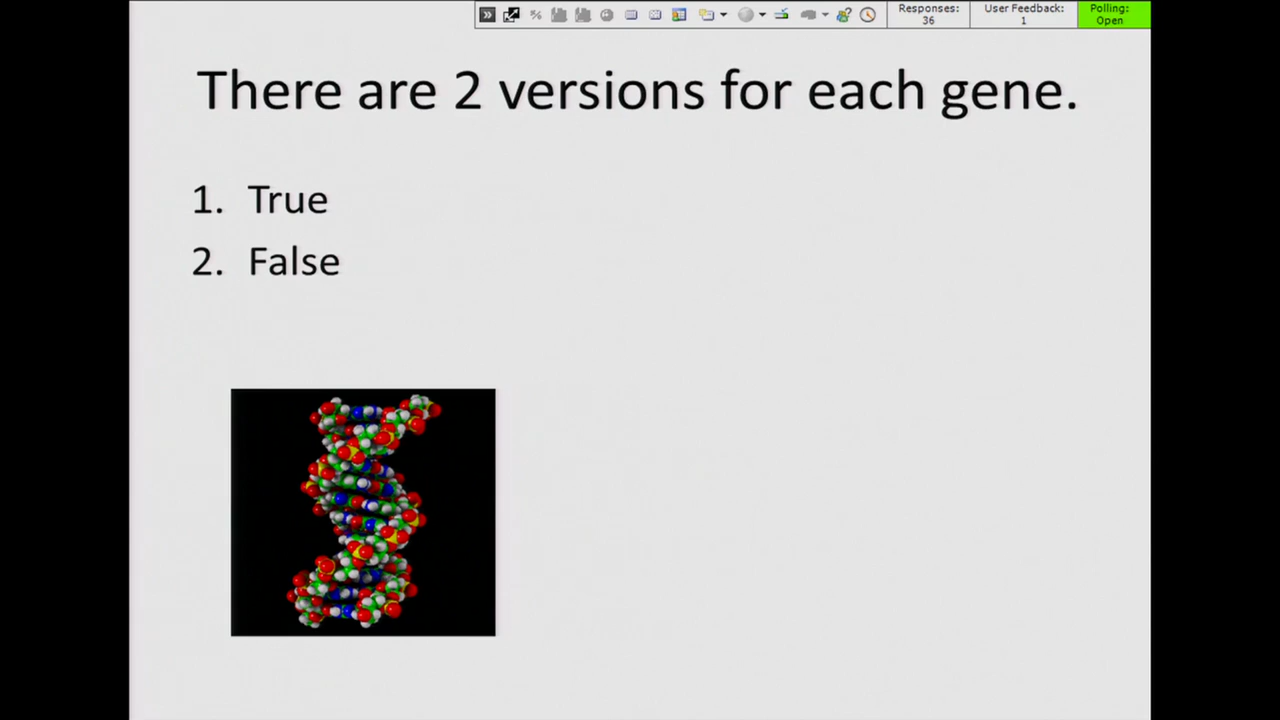 Responses: User Feedback: Polling:
36 1 Open
There are 2 versions for each gene.
1. True
2. False